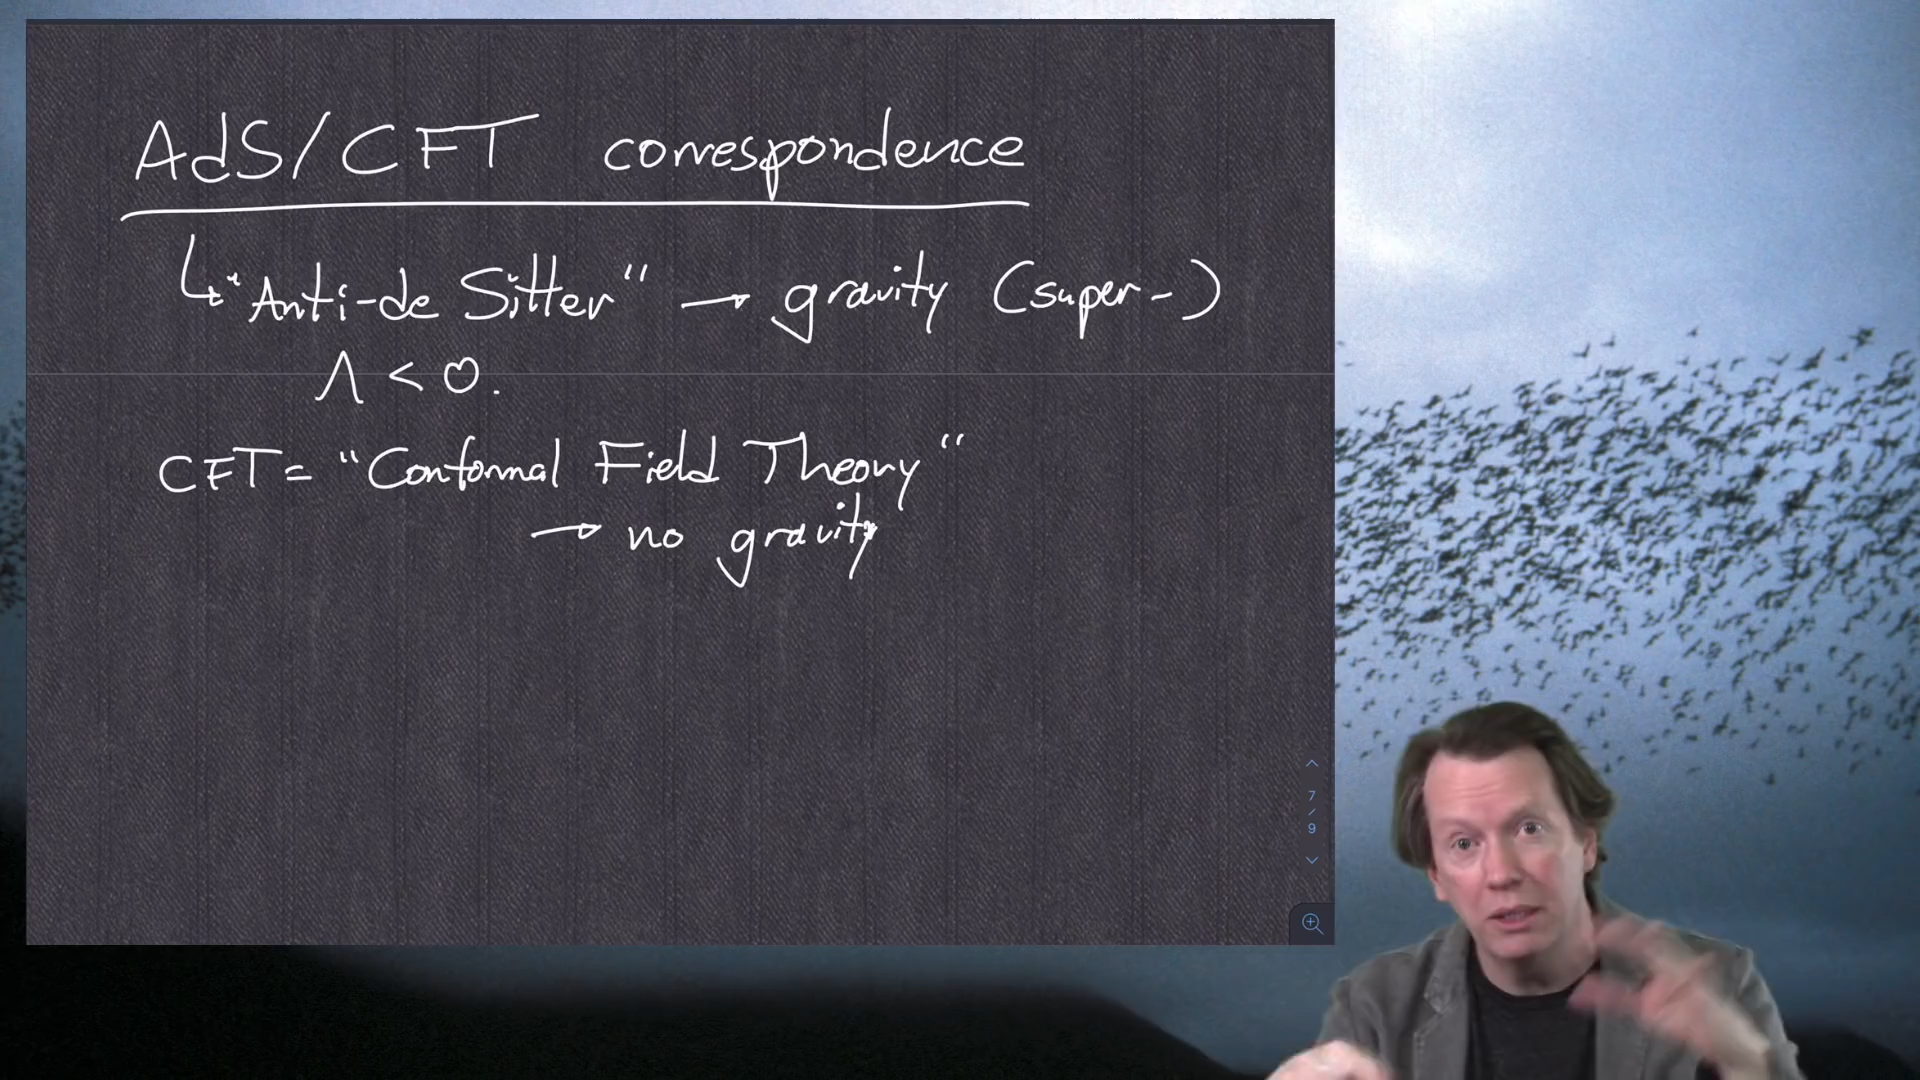 AdS/CFT correspondence
↳ "Anti-de Sitter" → gravity (super-)
Λ < 0.
CFT = "Conformal Field Theory"
→ no gravity
7
/
9